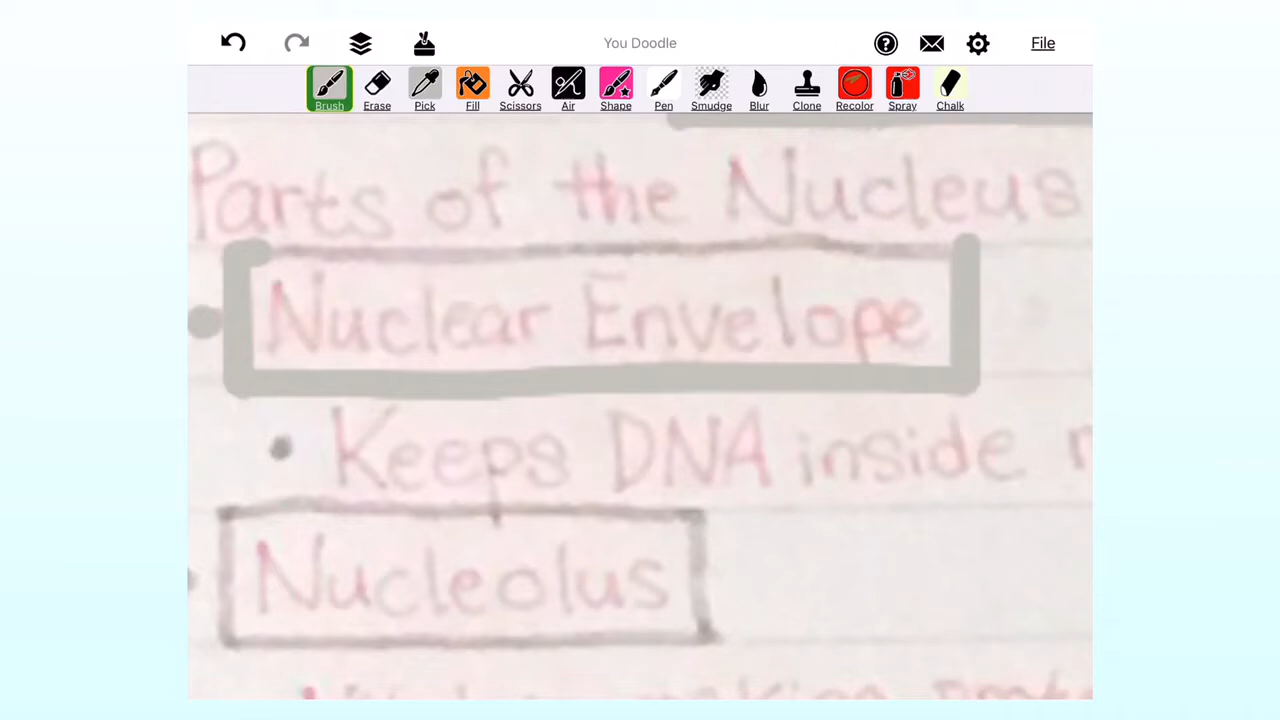 You Doodle
File
Brush Erase Pick Fill Scissors Air Shape Pen Smudge Blur Clone Recolor Spray Chalk
Parts of the Nucleus
Nuclear Envelope
• Keeps DNA inside
Nucleolus
making